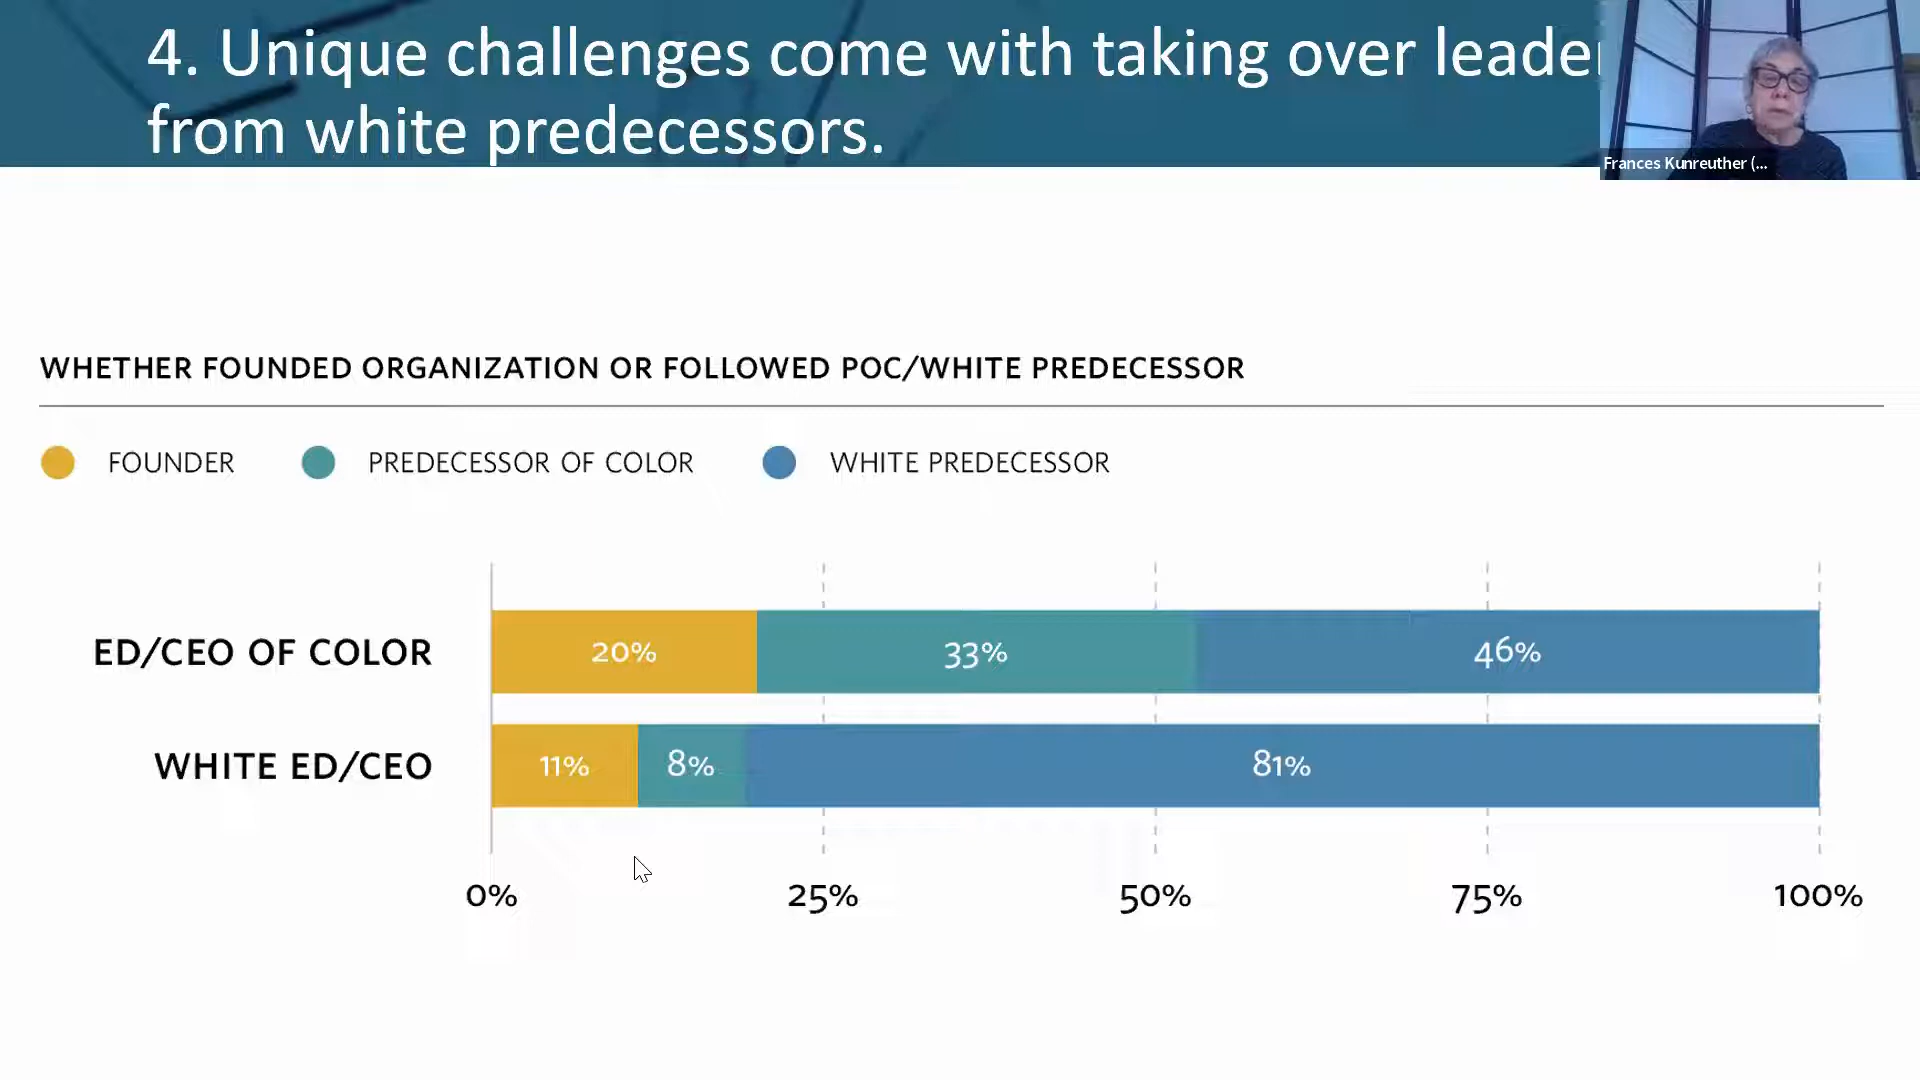 4. Unique challenges come with taking over leader
from white predecessors.
Frances Kunreuther (...
WHETHER FOUNDED ORGANIZATION OR FOLLOWED POC/WHITE PREDECESSOR
FOUNDER PREDECESSOR OF COLOR WHITE PREDECESSOR
ED/CEO OF COLOR 20% 33% 46%
WHITE ED/CEO 11% 8% 81%
0% 25% 50% 75% 100%